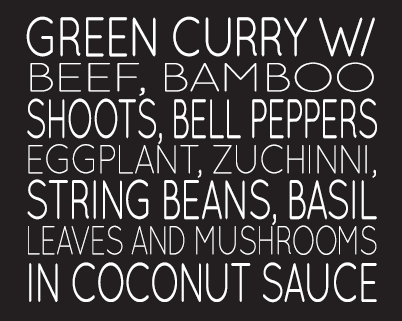 GREEN CURRY W/
BEEF, BAMBOO
SHOOTS, BELL PEPPERS
EGGPLANT, ZUCHINNI,
STRING BEANS, BASIL
LEAVES AND MUSHROOMS
IN COCONUT SAUCE